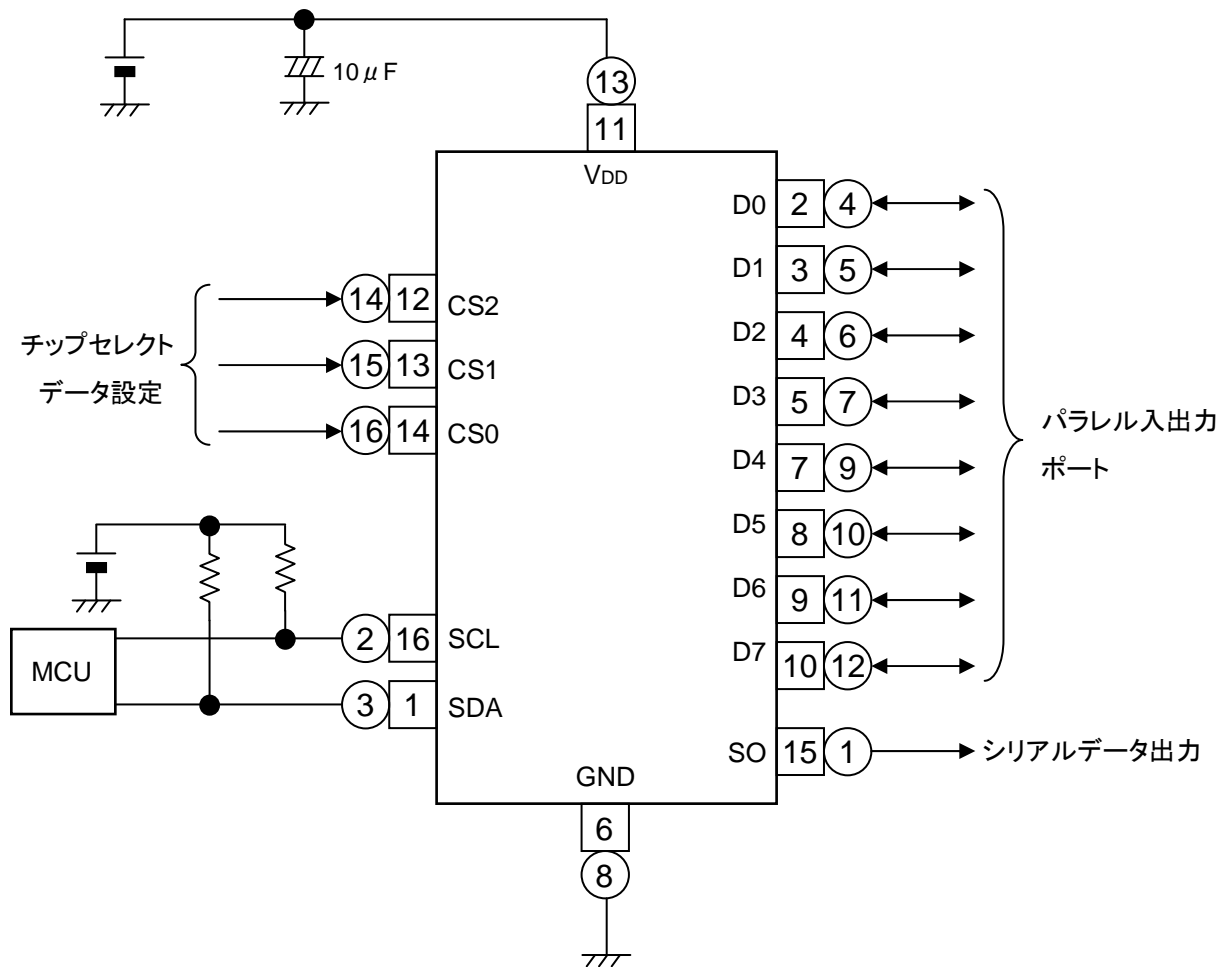 10μF
13
11
VDD
D0 2 4
D1 3 5
14 12 CS2
D2 4 6
チップセレクト
データ設定
15 13 CS1
D3 5 7
16 14 CS0
パラレル入出力
ポート
D4 7 9
D5 8 10
D6 9 11
MCU
2 16 SCL
D7 10 12
3 1 SDA
SO 15 1 シリアルデータ出力
GND
6
8